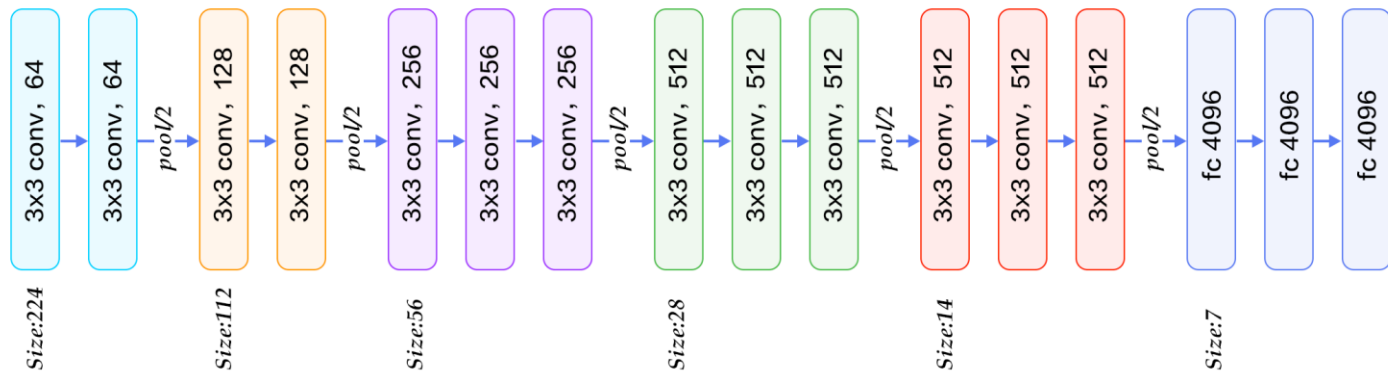 3x3 conv, 64
3x3 conv, 64
pool/2
3x3 conv, 128
3x3 conv, 128
pool/2
3x3 conv, 256
3x3 conv, 256
3x3 conv, 256
pool/2
3x3 conv, 512
3x3 conv, 512
3x3 conv, 512
pool/2
3x3 conv, 512
3x3 conv, 512
3x3 conv, 512
pool/2
fc 4096
fc 4096
fc 4096
Size:224
Size:112
Size:56
Size:28
Size:14
Size:7